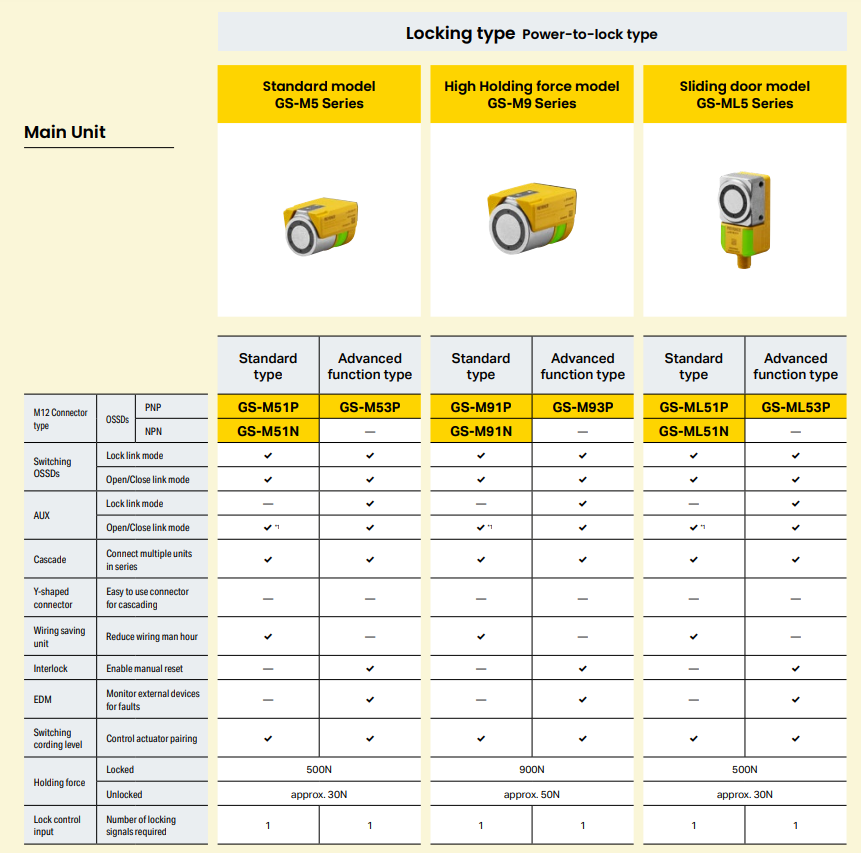 Locking type Power-to-lock type
Standard model
GS-M5 Series
High Holding force model
GS-M9 Series
Sliding door model
GS-ML5 Series
Main Unit
Standard
type
Advanced
function type
Standard
type
Advanced
function type
Standard
type
Advanced
function type
M12 Connector
type
OSSDs
PNP
GS-M51P
GS-M53P
GS-M91P
GS-M93P
GS-ML51P
GS-ML53P
NPN
GS-M51N
—
GS-M91N
—
GS-ML51N
—
Switching
OSSDs
Lock link mode
✓ ✓ ✓ ✓ ✓ ✓
Open/Close link mode
✓ ✓ ✓ ✓ ✓ ✓
AUX
Lock link mode
— ✓ — ✓ — ✓
Open/Close link mode
✓ *1 ✓ ✓ *1 ✓ ✓ *1 ✓
Cascade
Connect multiple units
in series
✓ ✓ ✓ ✓ ✓ ✓
Y-shaped
connector
Easy to use connector
for cascading
— — — — — —
Wiring saving
unit
Reduce wiring man hour
✓ — ✓ — ✓ —
Interlock
Enable manual reset
— ✓ — ✓ — ✓
EDM
Monitor external devices
for faults
— ✓ — ✓ — ✓
Switching
cording level
Control actuator pairing
✓ ✓ ✓ ✓ ✓ ✓
Holding force
Locked
500N
900N
500N
Unlocked
approx. 30N
approx. 50N
approx. 30N
Lock control
input
Number of locking
signals required
1 1 1 1 1 1